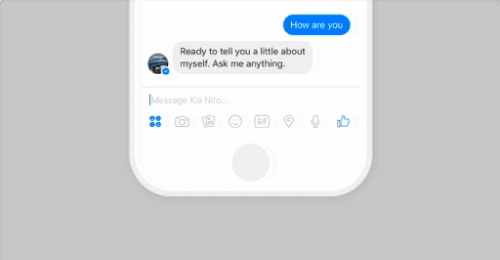 How are you
Ready to tell you a little about
myself. Ask me anything.
Message Kia Niro...
GIF